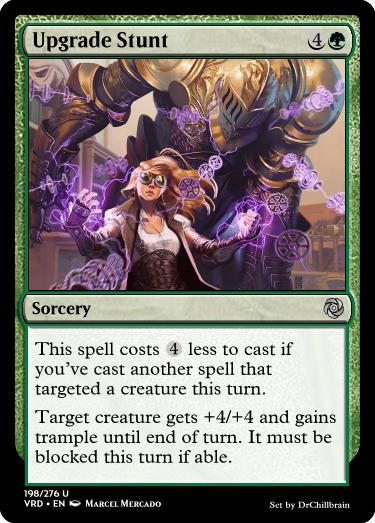 Upgrade Stunt 4
Sorcery
This spell costs 4 less to cast if
you've cast another spell that
targeted a creature this turn.
Target creature gets +4/+4 and gains
trample until end of turn. It must be
blocked this turn if able.
198/276 U
VRD • EN Marcel Mercado
Set by DrChillbrain